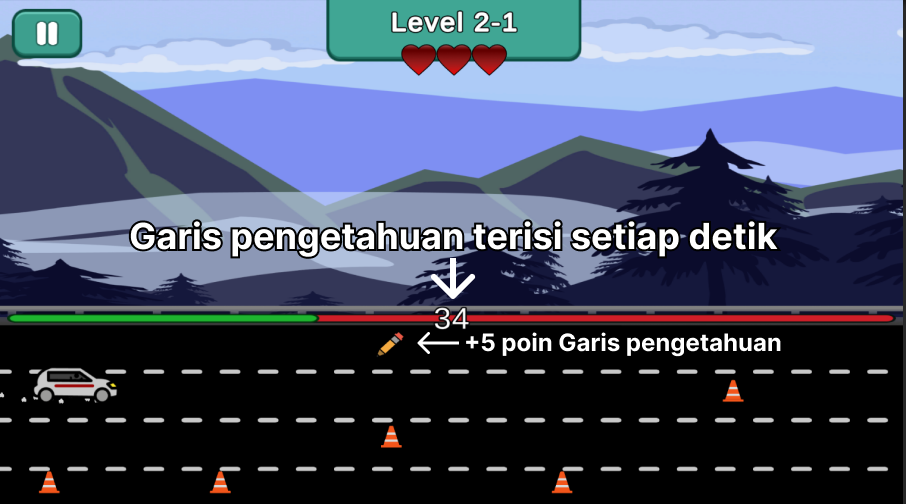 Level 2-1
Garis pengetahuan terisi setiap detik
34
+5 poin Garis pengetahuan